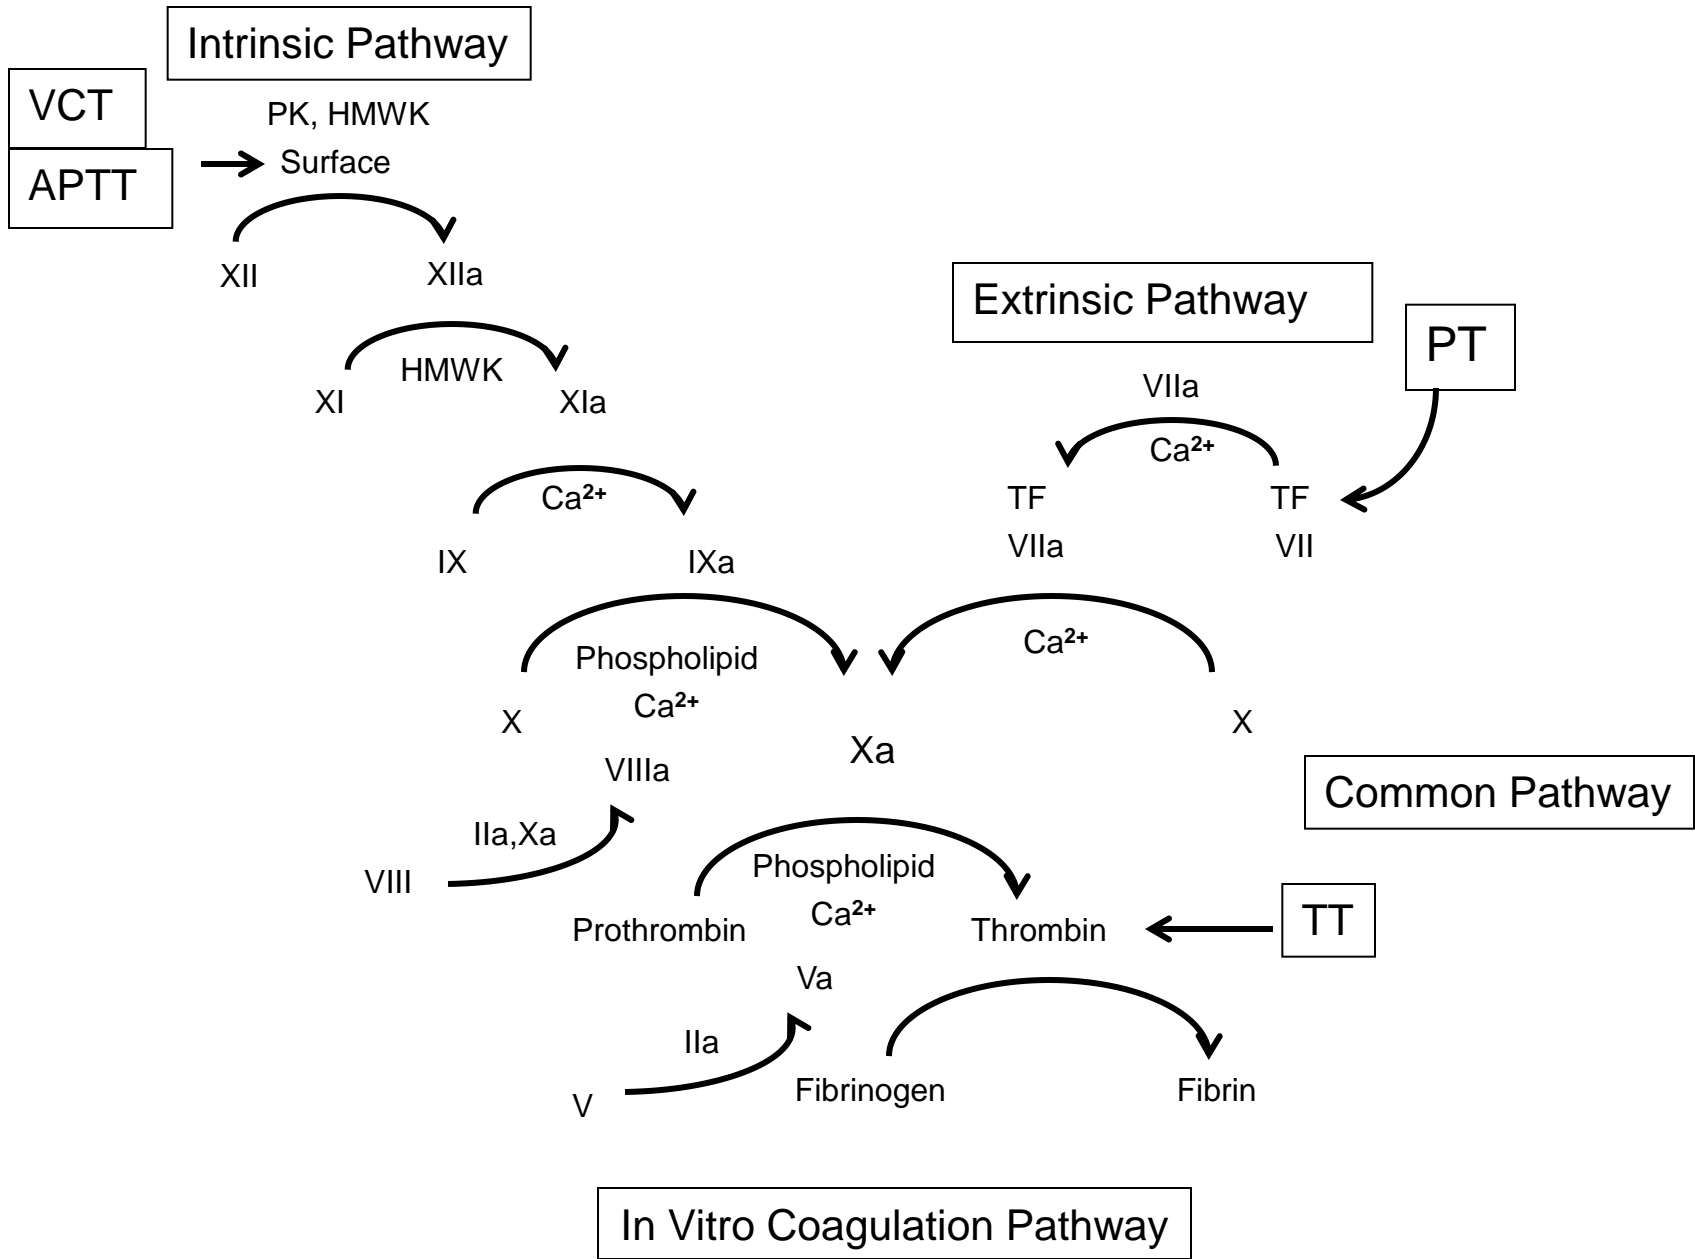 Intrinsic Pathway
VCT
APTT
PK, HMWK
Surface
XII
XIIa
HMWK
XI
XIa
Ca2+
IX
IXa
Phospholipid
Ca2+
X
VIIIa
IIa,Xa
VIII
Extrinsic Pathway
PT
VIIa
Ca2+
TF
TF
VIIa
VII
Ca2+
X
Xa
Common Pathway
Phospholipid
Ca2+
Prothrombin
Thrombin
TT
Va
IIa
V
Fibrinogen
Fibrin
In Vitro Coagulation Pathway